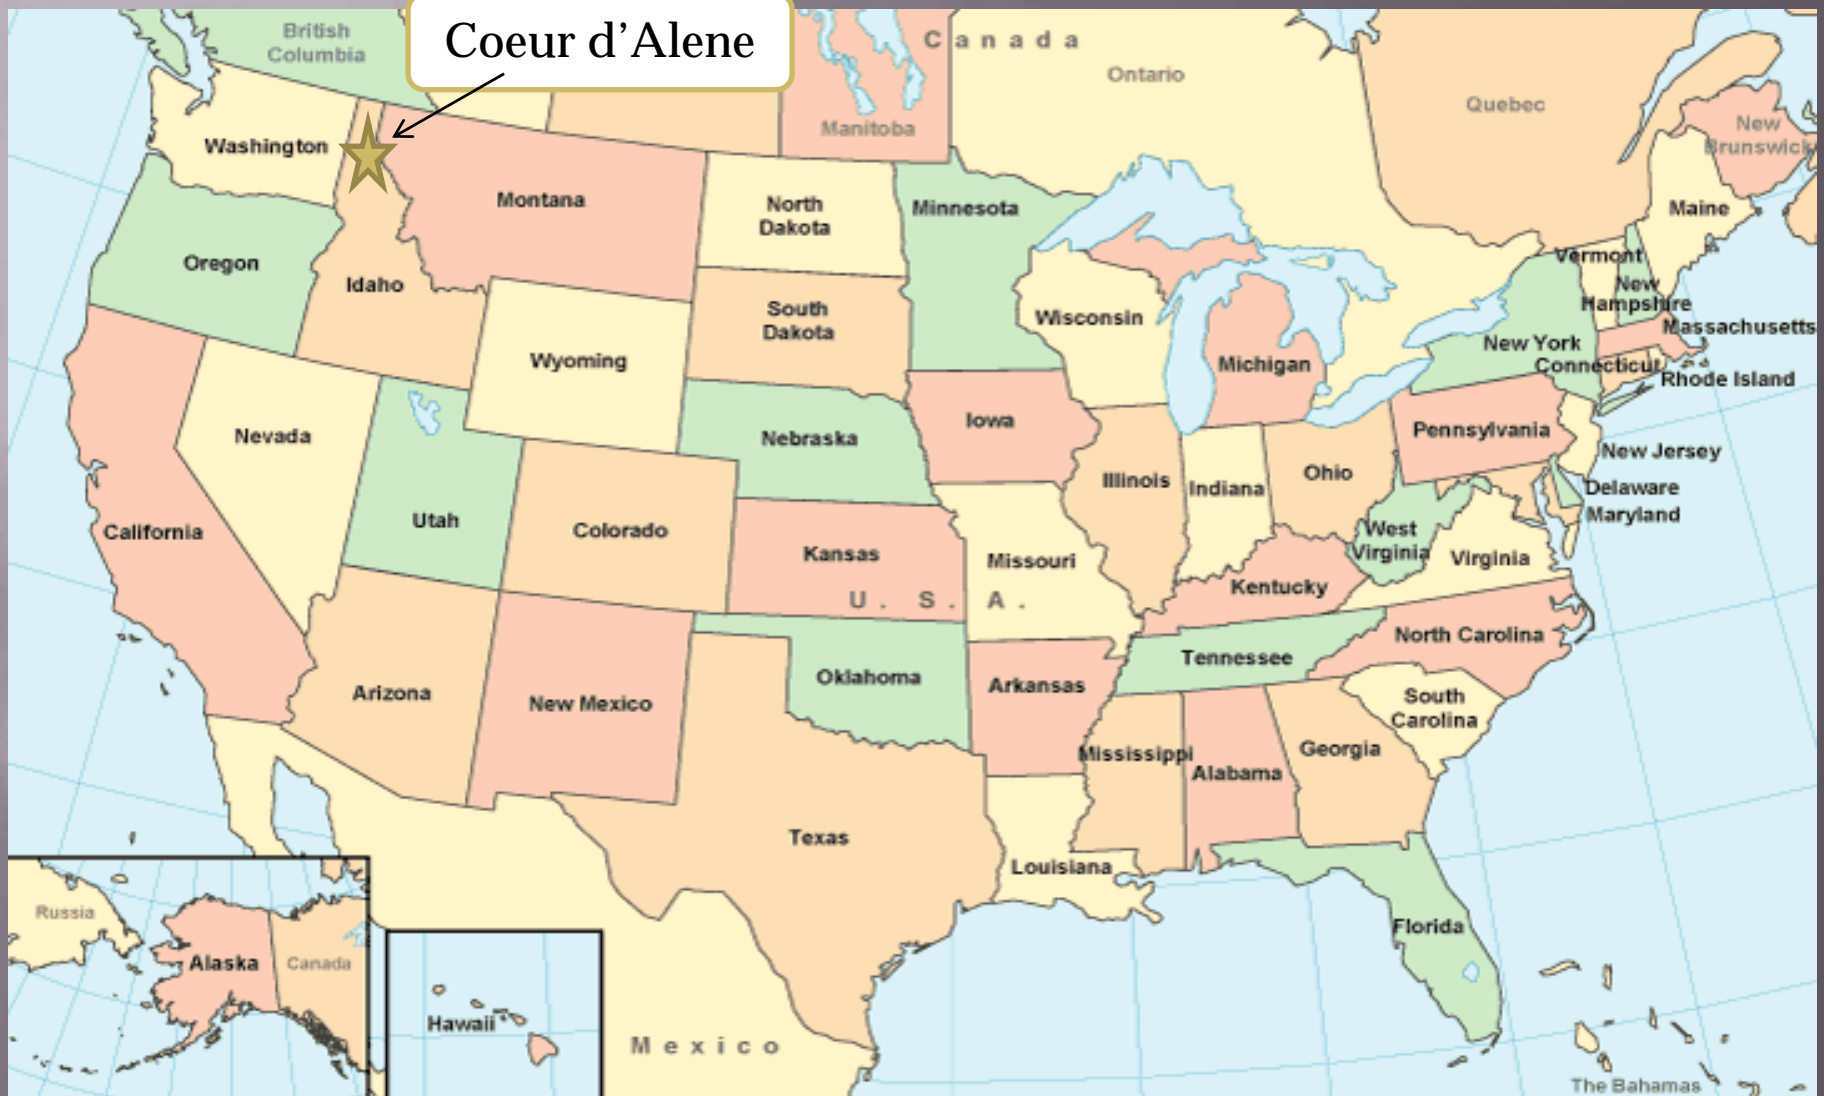 Coeur d’Alene
British
Columbia
Canada
Ontario
Quebec
Manitoba
New
Brunswick
Washington
Montana
North
Dakota
Minnesota
Maine
Oregon
Idaho
South
Dakota
Wisconsin
Vermont
New
Hampshire
Massachusetts
Wyoming
Michigan
New York
Connecticut
Rhode Island
Nevada
Nebraska
Iowa
Pennsylvania
New Jersey
Illinois
Indiana
Ohio
Delaware
Maryland
California
Utah
Colorado
Kansas
Missouri
West
Virginia
Virginia
Kentucky
U. S. A.
North Carolina
Tennessee
Arizona
New Mexico
Oklahoma
Arkansas
South
Carolina
Mississippi
Alabama
Georgia
Texas
Louisiana
Florida
Russia
Alaska
Canada
Hawaii
Mexico
The Bahamas